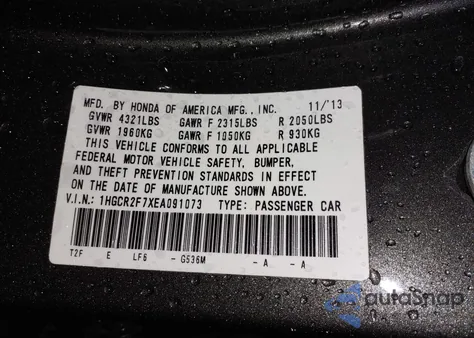 MFD. BY HONDA OF AMERICA MFG., INC. 11/'13
GVWR 4321LBS GAWR F 2315LBS R 2050LBS
GVWR 1960KG GAWR F 1050KG R 930KG
THIS VEHICLE CONFORMS TO ALL APPLICABLE
FEDERAL MOTOR VEHICLE SAFETY, BUMPER,
AND THEFT PREVENTION STANDARDS IN EFFECT
ON THE DATE OF MANUFACTURE SHOWN ABOVE.
V.I.N.: 1HGCR2F7XEA091073 TYPE: PASSENGER CAR
T2F E LF6 - G536M - A - A
autoSnap